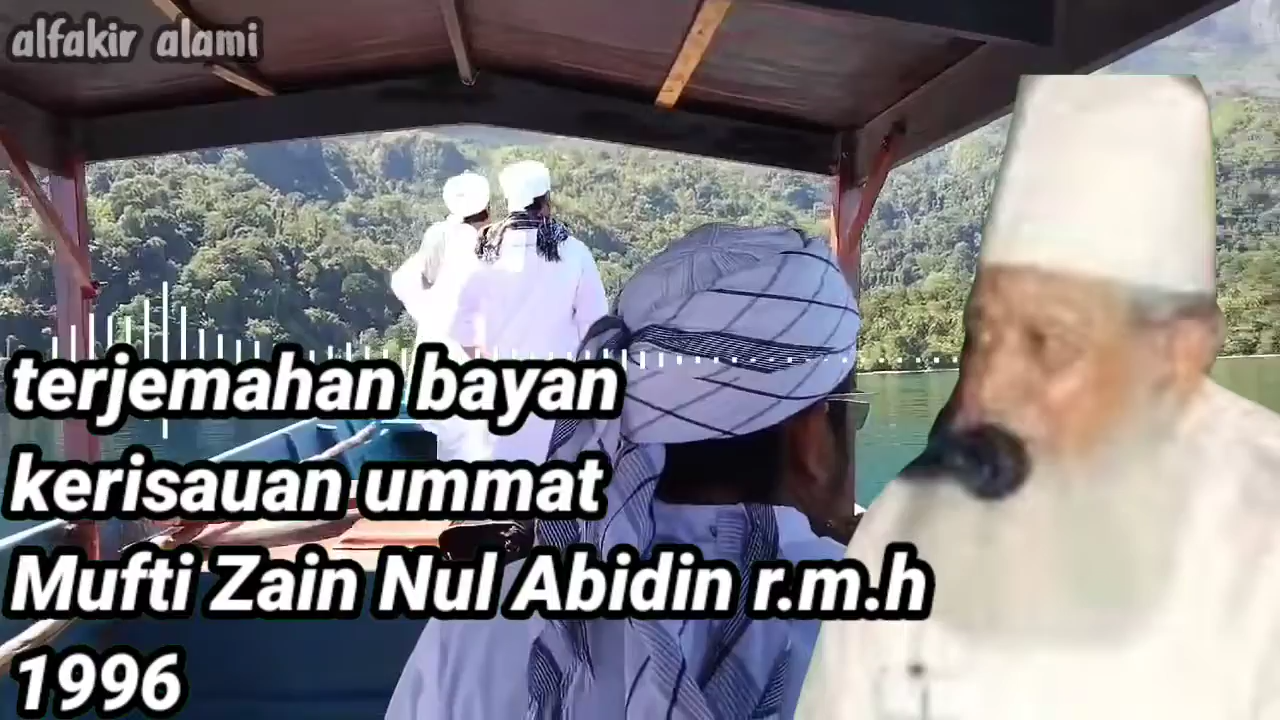 alfakir alami
terjemahan bayan
kerisauan ummat
Mufti Zain Nul Abidin r.m.h
1996